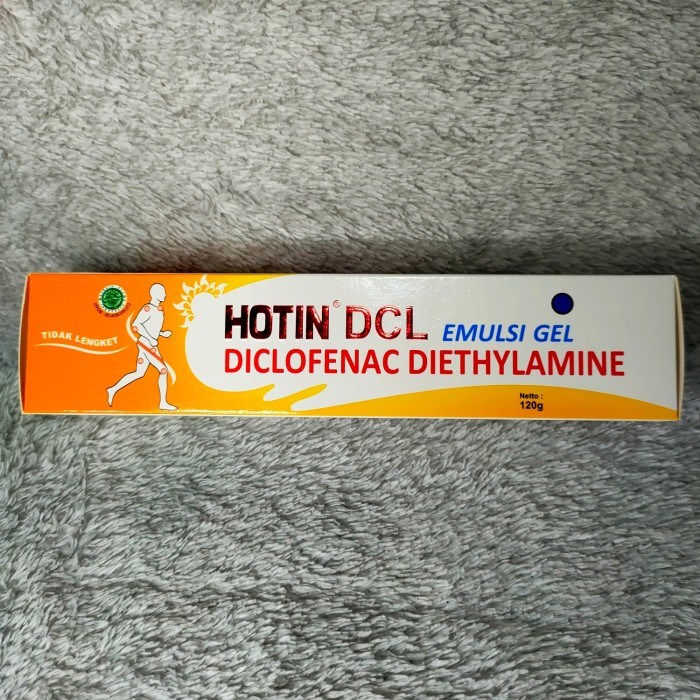 TIDAK LENGKET
HOTIN® DCL EMULSI GEL
DICLOFENAC DIETHYLAMINE
Netto :
120g